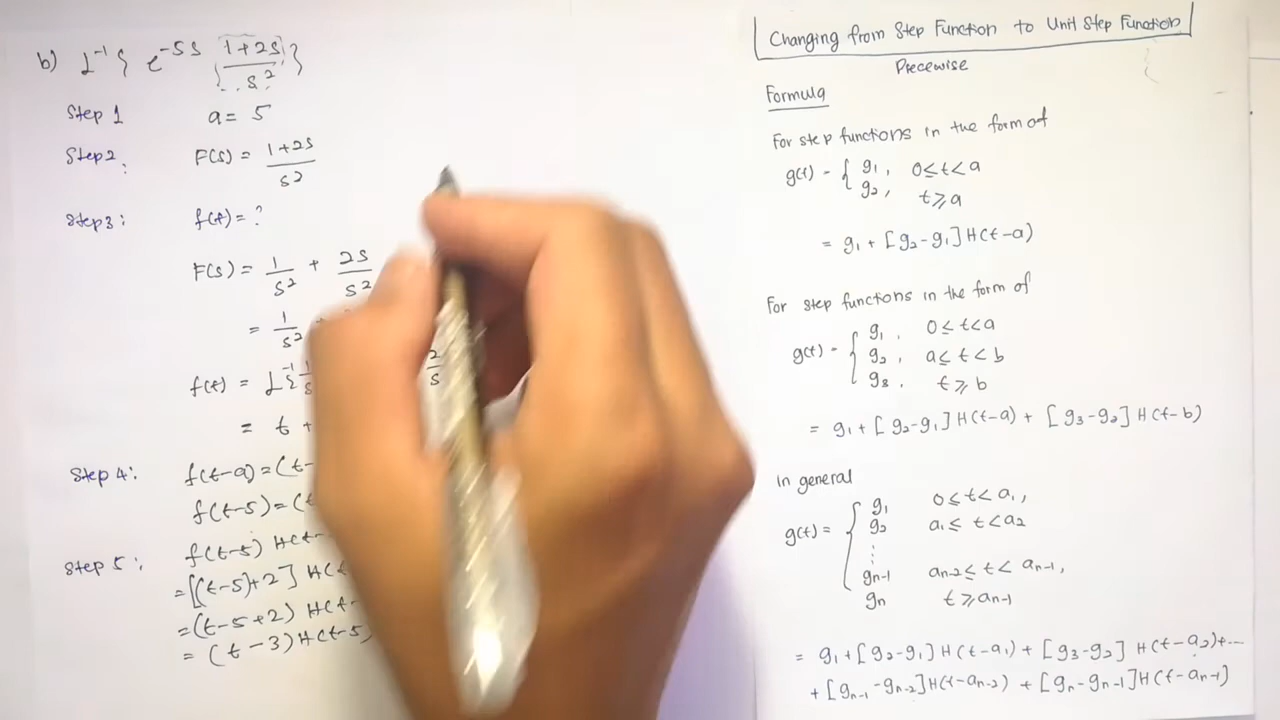 b) L⁻¹{ e^-5s {1+2s/s²}}
Step 1 a = 5
Step 2: F(s) = 1+2s/s²
Step 3: f(t) = ?
F(s) = 1/s² + 2s/s²
= 1/s²
f(t) = L⁻¹{ 2/s
= t +
Step 4: f(t-a) = (t-
f(t-5) = (t
Step 5: f(t-5) H(t-
= [(t-5)+2] H(t
= (t-5+2) H(t-
= (t-3) H(t-5)
Changing from Step Function to Unit Step Function
Piecewise
Formula
For step functions in the form of
g(t) = { g₁, 0≤t<a
g₂, t≥a
= g₁ + [g₂-g₁] H(t-a)
For step functions in the form of
g₁, 0≤t<a
g(t) = { g₂, a≤t<b
g₃, t≥b
= g₁ + [g₂-g₁] H(t-a) + [g₃-g₂] H(t-b)
In general
g₁ 0≤t<a₁,
g(t) = { g₂ a₁≤t<a₂
⋮
gₙ₋₁ aₙ₋₂≤t<aₙ₋₁,
gₙ t≥aₙ₋₁
= g₁ + [g₂-g₁] H(t-a₁) + [g₃-g₂] H(t-a₂)+....
+ [gₙ₋₁-gₙ₋₂] H(t-aₙ₋₂) + [gₙ-gₙ₋₁] H(t-aₙ₋₁)